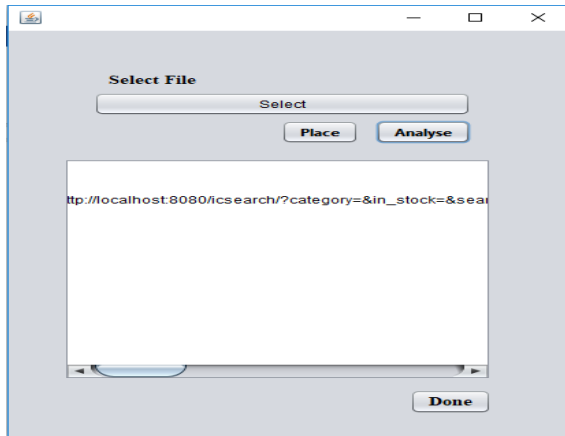 Select File
Select
Place Analyse
ttp://localhost:8080/icsearch/?category=&in_stock=&sear
Done